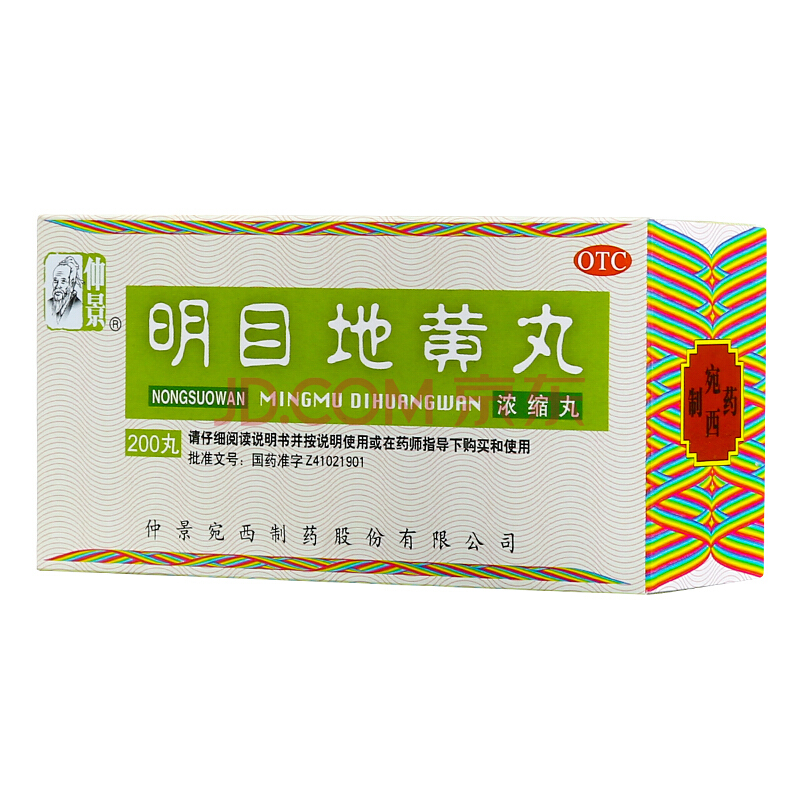 仲景
®
OTC
明目地黄丸
NONGSUOWAN MINGMU DIHUANGWAN 浓缩丸
JD.COM 京东
200丸
请仔细阅读说明书并按说明使用或在药师指导下购买和使用
批准文号：国药准字Z41021901
仲景宛西制药股份有限公司
宛西
制药